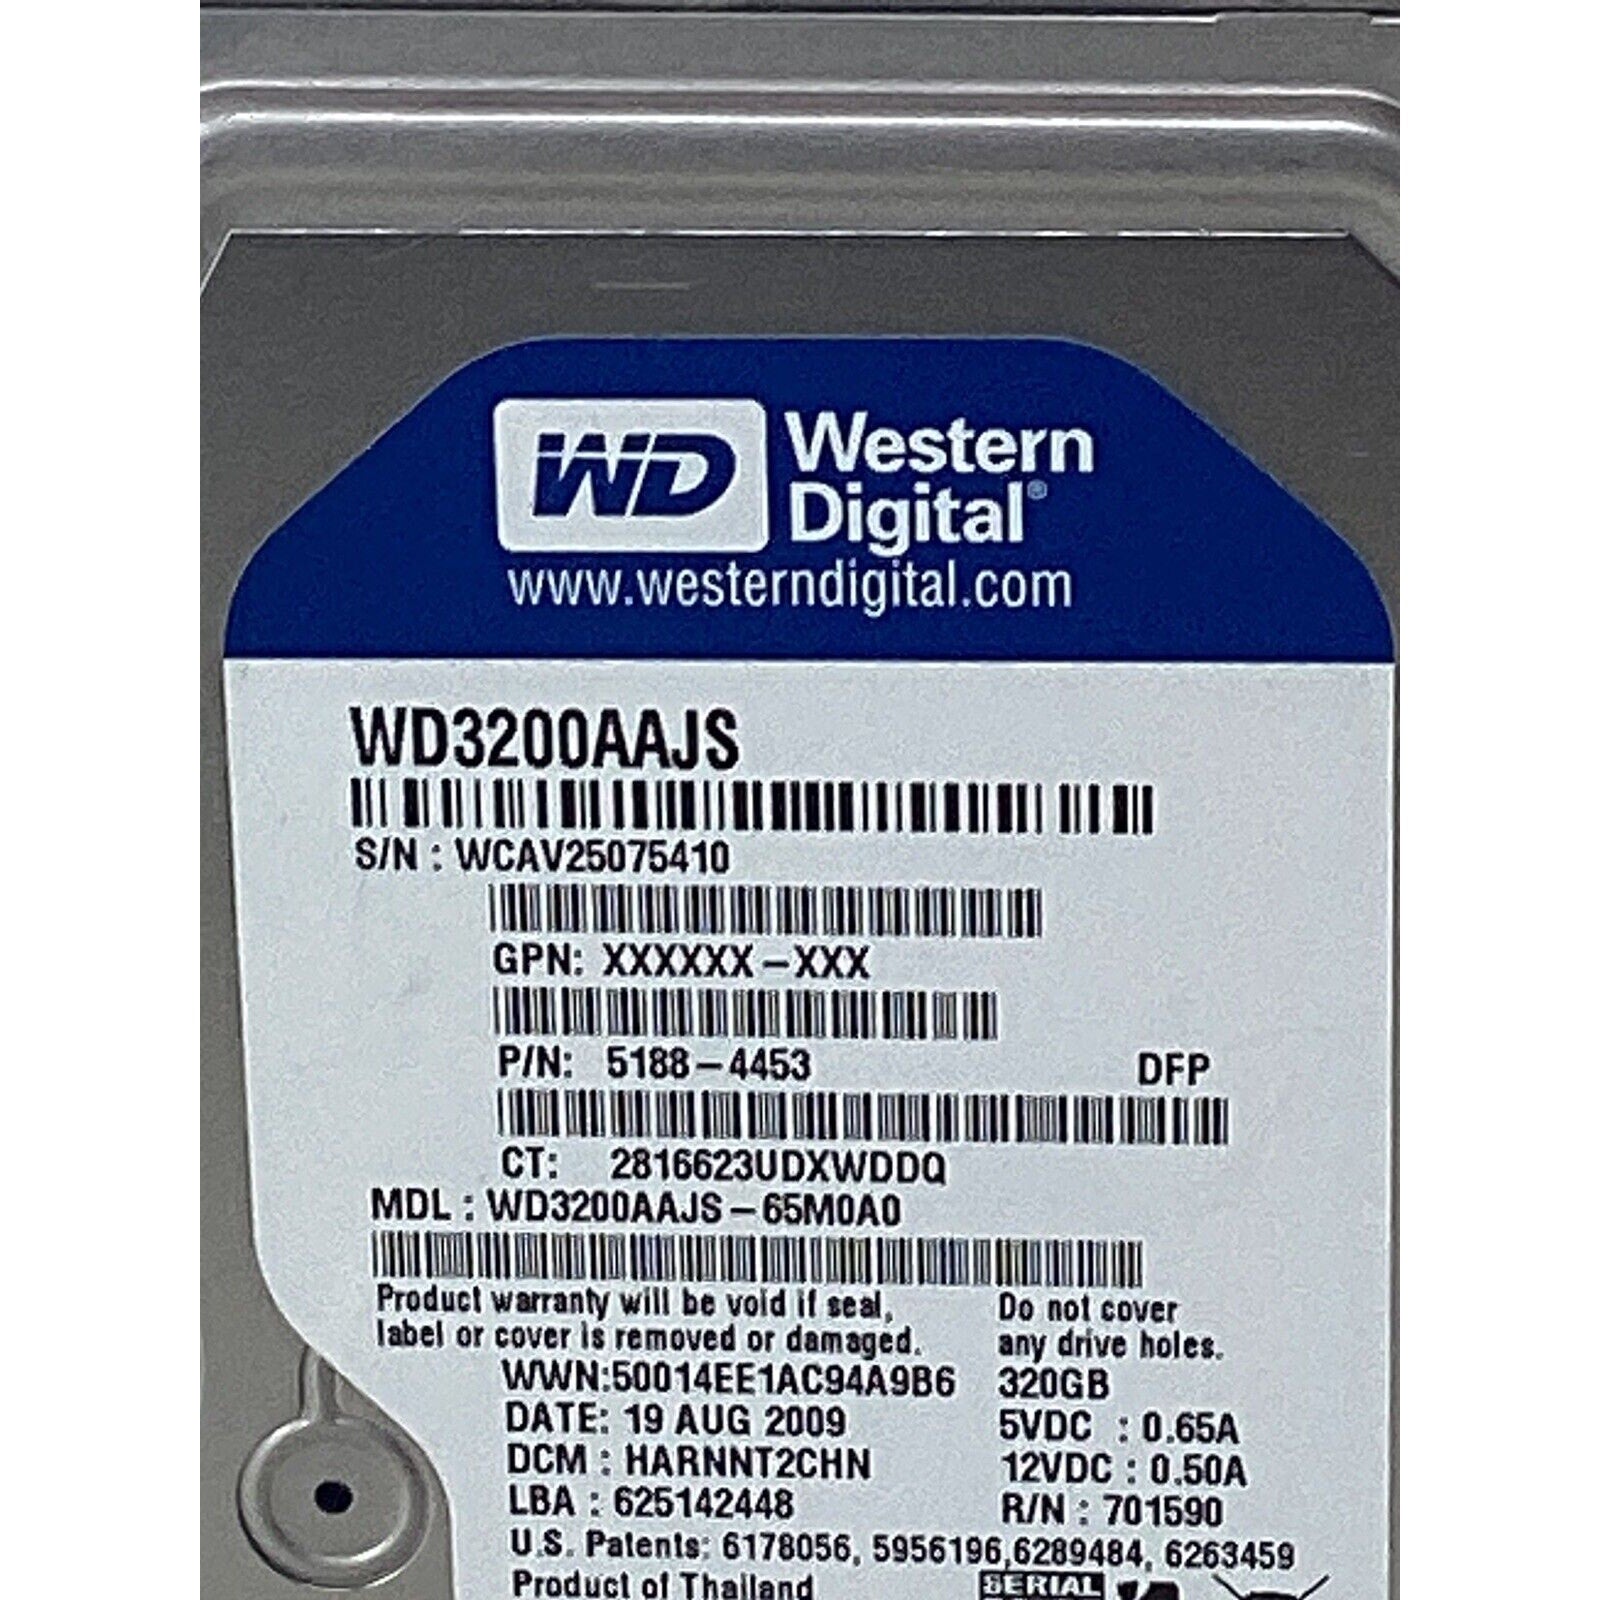 WD Western
Digital®
www.westerndigital.com
WD3200AAJS
S/N : WCAV25075410
GPN: XXXXXX-XXX
P/N: 5188-4453 DFP
CT: 2816623UDXWDDQ
MDL : WD3200AAJS-65M0A0
Product warranty will be void if seal, Do not cover
label or cover is removed or damaged. any drive holes.
WWN:50014EE1AC94A9B6 320GB
DATE: 19 AUG 2009 5VDC : 0.65A
DCM : HARNNT2CHN 12VDC : 0.50A
LBA : 625142448 R/N : 701590
U.S. Patents: 6178056, 5956196,6289484, 6263459
Product of Thailand SERIAL